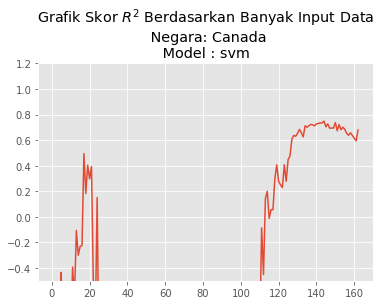 Grafik Skor $R^2$ Berdasarkan Banyak Input Data
Negara: Canada
Model : svm
1.2
1.0
0.8
0.6
0.4
0.2
0.0
−0.2
−0.4
0 20 40 60 80 100 120 140 160